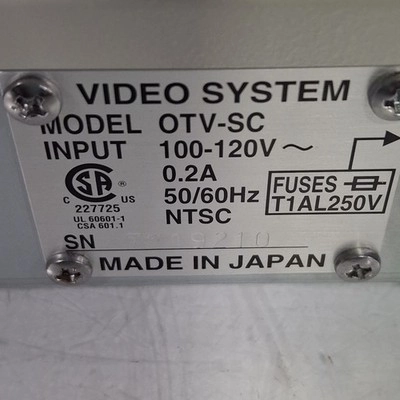 VIDEO SYSTEM
MODEL OTV-SC
INPUT 100-120V ~
0.2A
50/60Hz
NTSC
CSA
C US
227725
UL 60601-1
CSA 601.1
FUSES
T1AL250V
SN
MADE IN JAPAN